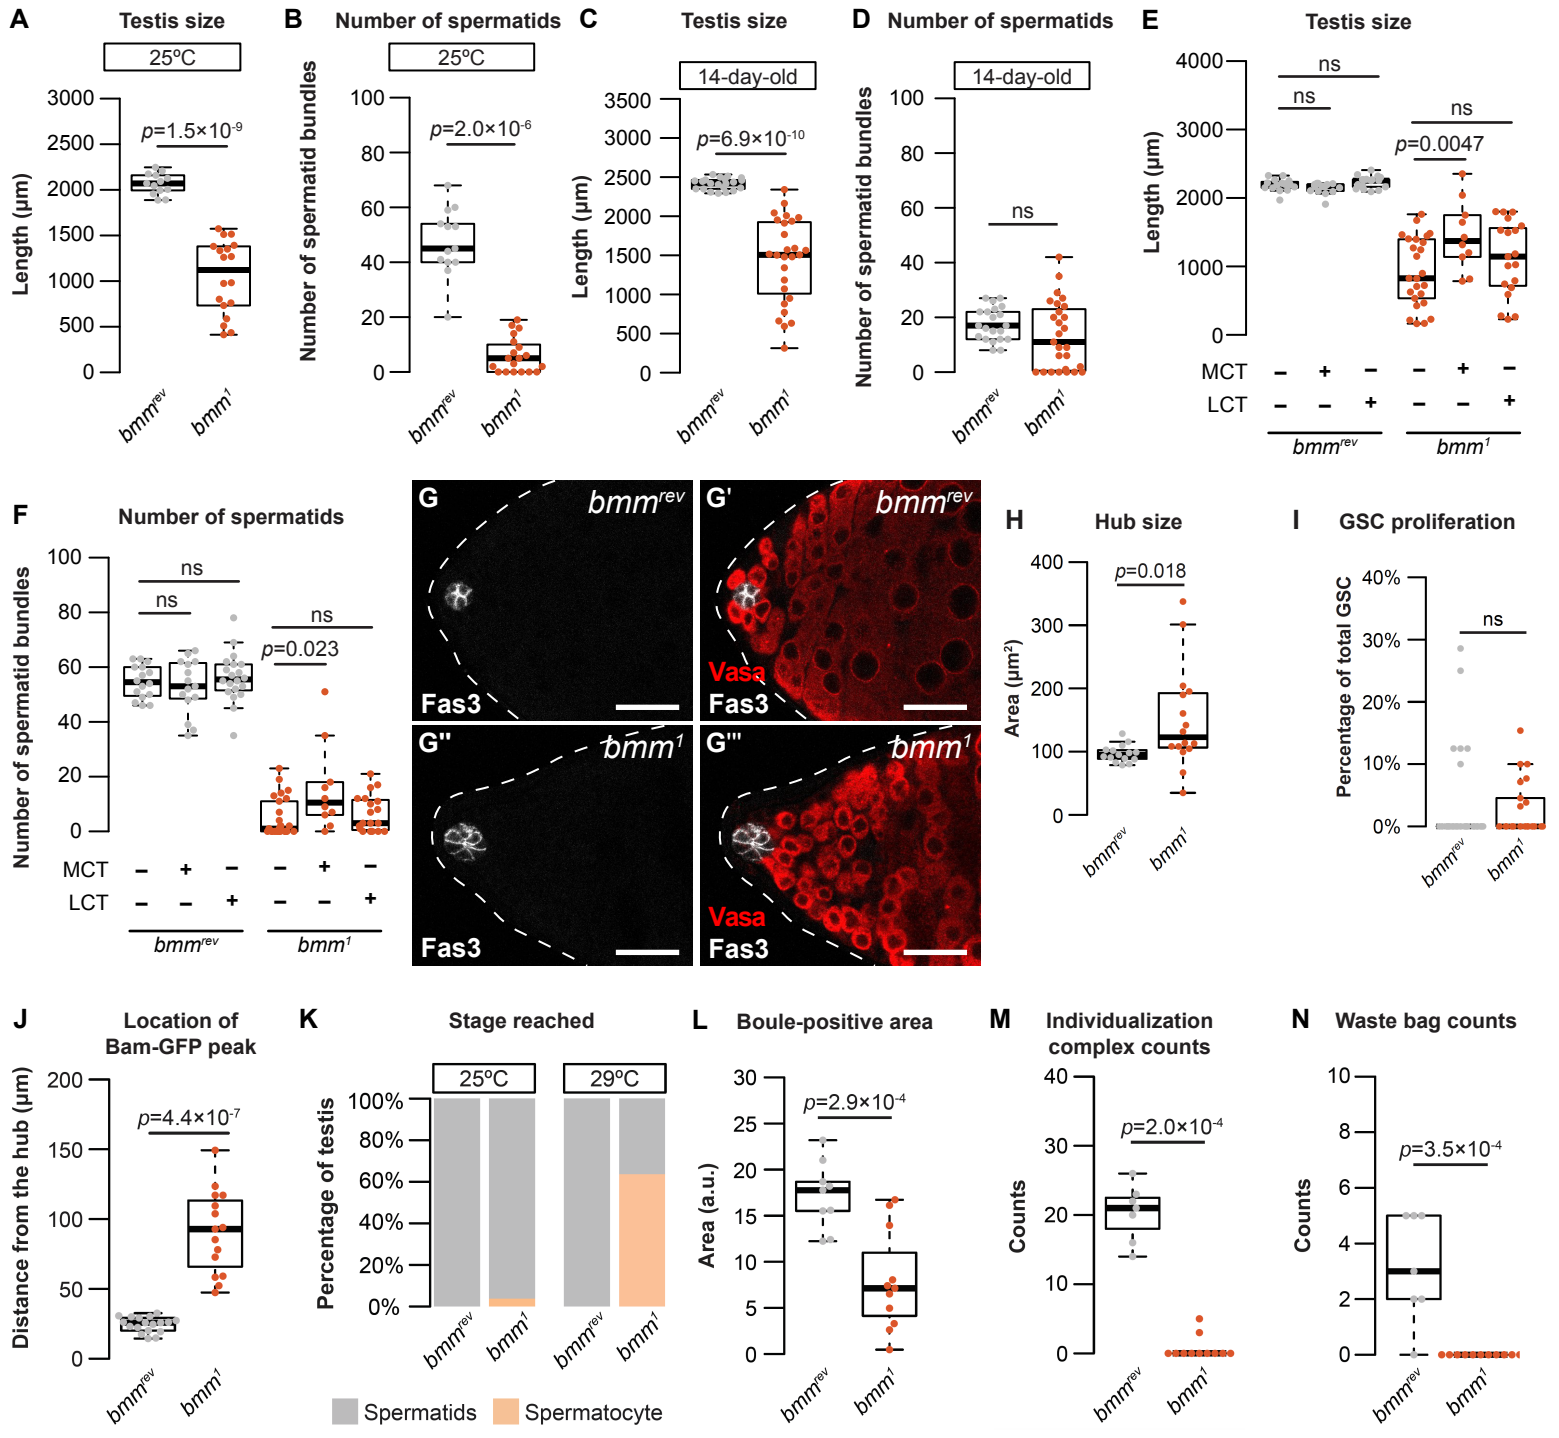 A Testis size
25ºC
Length (µm)
3000
2500
2000
1500
1000
500
0
p=1.5×10-9
bmmrev
bmm1
B Number of spermatids
25ºC
Number of spermatid bundles
100
80
60
40
20
0
p=2.0×10-6
bmmrev
bmm1
C Testis size
14-day-old
Length (µm)
3500
3000
2500
2000
1500
1000
500
0
p=6.9×10-10
bmmrev
bmm1
D Number of spermatids
14-day-old
Number of spermatid bundles
100
80
60
40
20
0
ns
bmmrev
bmm1
E Testis size
Length (µm)
4000
3000
2000
1000
0
ns
ns
ns
p=0.0047
MCT – + – – + –
LCT – – + – – +
bmmrev bmm1
F Number of spermatids
Number of spermatid bundles
100
80
60
40
20
0
ns
ns
ns
p=0.023
MCT – + – – + –
LCT – – + – – +
bmmrev bmm1
G bmmrev
Fas3
G' bmmrev
Vasa
Fas3
G'' bmm1
Fas3
G''' bmm1
Vasa
Fas3
H Hub size
Area (µm2)
400
300
200
100
0
p=0.018
bmmrev
bmm1
I GSC proliferation
Percentage of total GSC
40%
30%
20%
10%
0%
ns
bmmrev
bmm1
J Location of
Bam-GFP peak
Distance from the hub (µm)
200
150
100
50
0
p=4.4×10-7
bmmrev
bmm1
K Stage reached
25ºC 29ºC
Percentage of testis
100%
80%
60%
40%
20%
0%
bmmrev
bmm1
bmmrev
bmm1
Spermatids Spermatocyte
L Boule-positive area
Area (a.u.)
30
25
20
15
10
5
0
p=2.9×10-4
bmmrev
bmm1
M Individualization
complex counts
Counts
40
30
20
10
0
p=2.0×10-4
bmmrev
bmm1
N Waste bag counts
Counts
10
8
6
4
2
0
p=3.5×10-4
bmmrev
bmm1